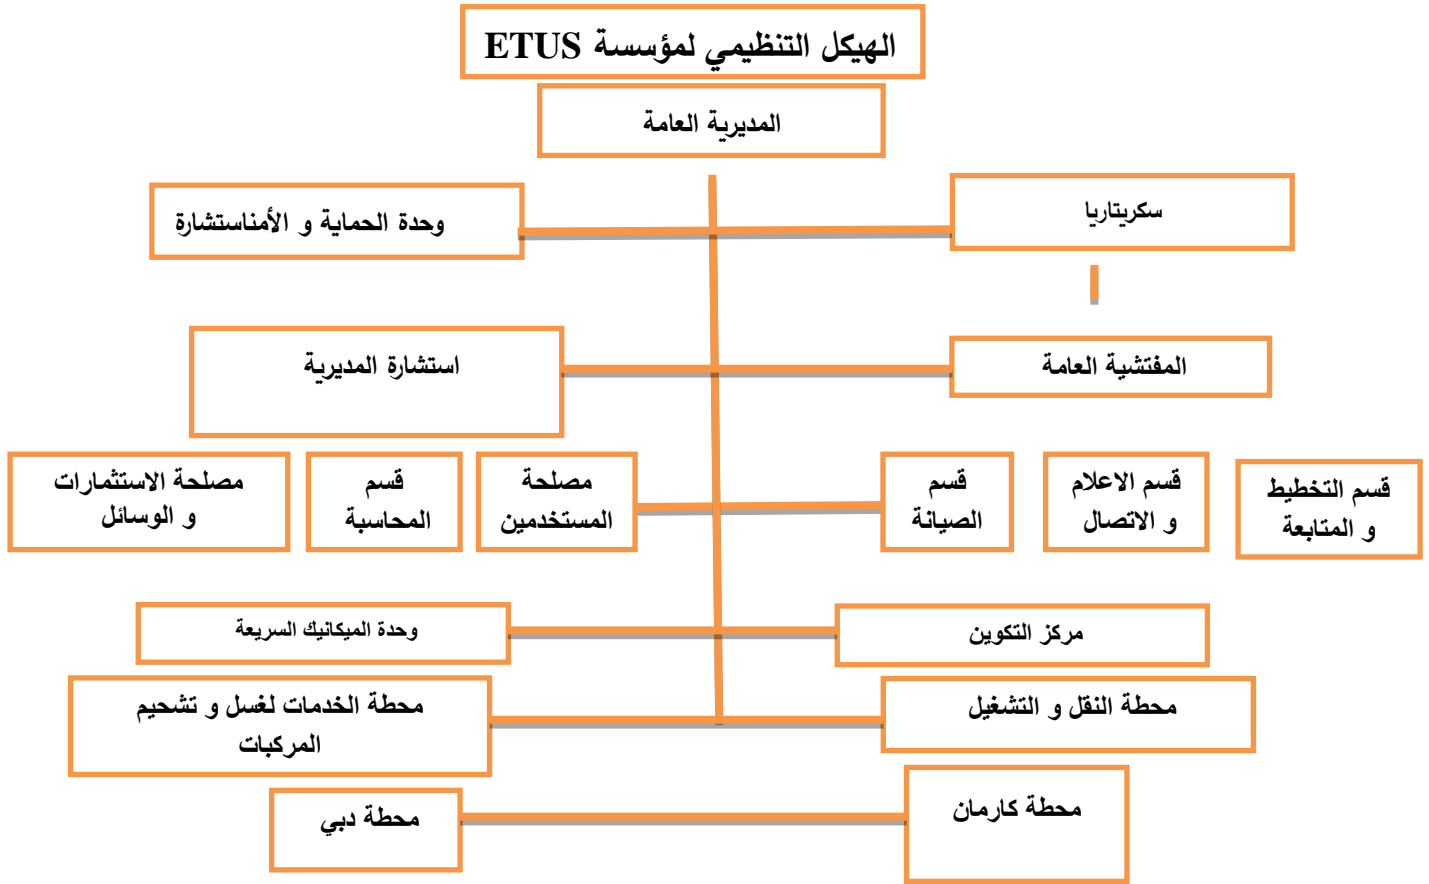 الهيكل التنظيمي لمؤسسة ETUS
المديرية العامة
سكريتاريا
وحدة الحماية و الأمناستشارة
المفتشية العامة
استشارة المديرية
قسم التخطيط
و المتابعة
قسم الاعلام
و الاتصال
قسم
الصيانة
مصلحة
المستخدمين
قسم
المحاسبة
مصلحة الاستثمارات
و الوسائل
مركز التكوين
وحدة الميكانيك السريعة
محطة النقل و التشغيل
محطة الخدمات لغسل و تشحيم
المركبات
محطة كارمان
محطة دبي